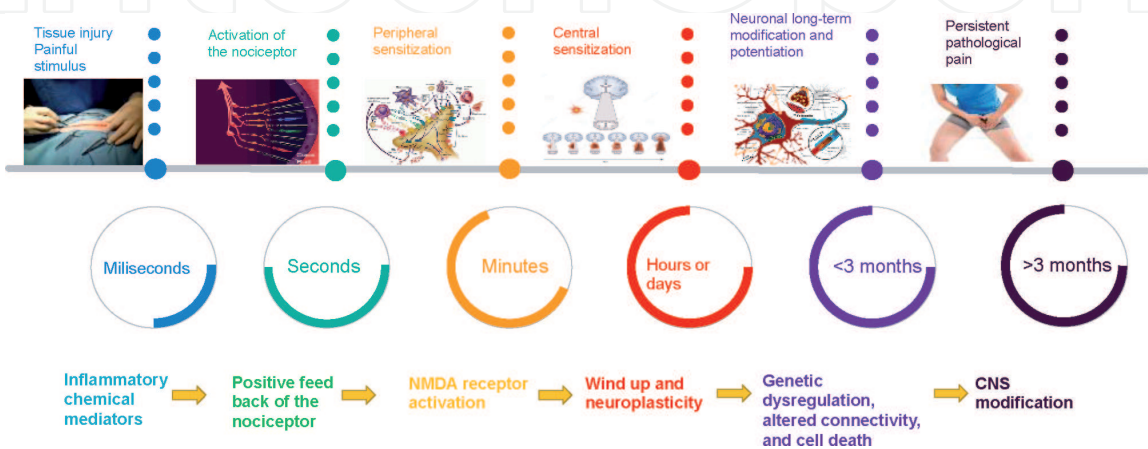 Tissue injury
Painful
stimulus
Activation of
the nociceptor
Peripheral
sensitization
Central
sensitization
Neuronal long-term
modification and
potentiation
Persistent
pathological
pain
Miliseconds
Seconds
Minutes
Hours or
days
<3 months
>3 months
Inflammatory
chemical
mediators
Positive feed
back of the
nociceptor
NMDA receptor
activation
Wind up and
neuroplasticity
Genetic
dysregulation,
altered connectivity,
and cell death
CNS
modification